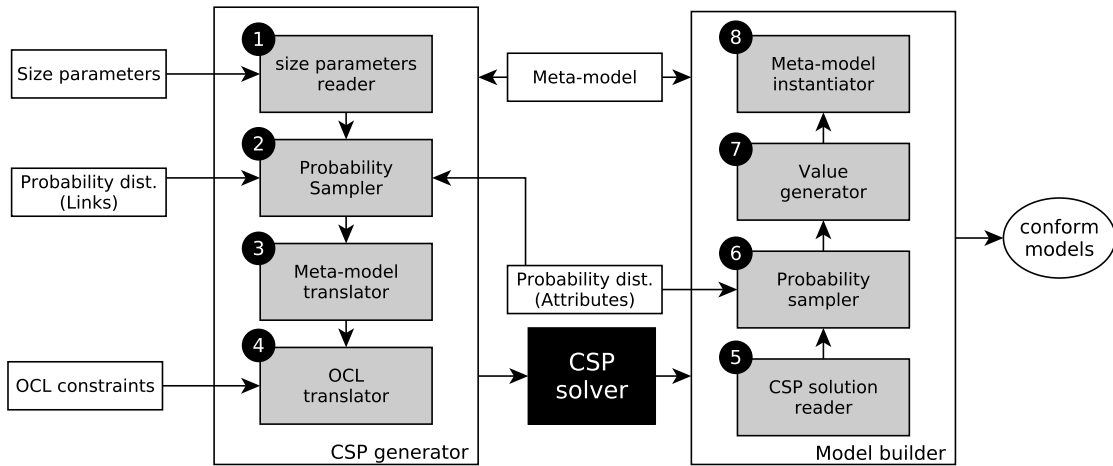 Size parameters
Probability dist.
(Links)
OCL constraints
1
size parameters
reader
2
Probability
Sampler
3
Meta-model
translator
4
OCL
translator
CSP generator
Meta-model
Probability dist.
(Attributes)
CSP
solver
8
Meta-model
instantiator
7
Value
generator
6
Probability
sampler
5
CSP solution
reader
Model builder
conform
models